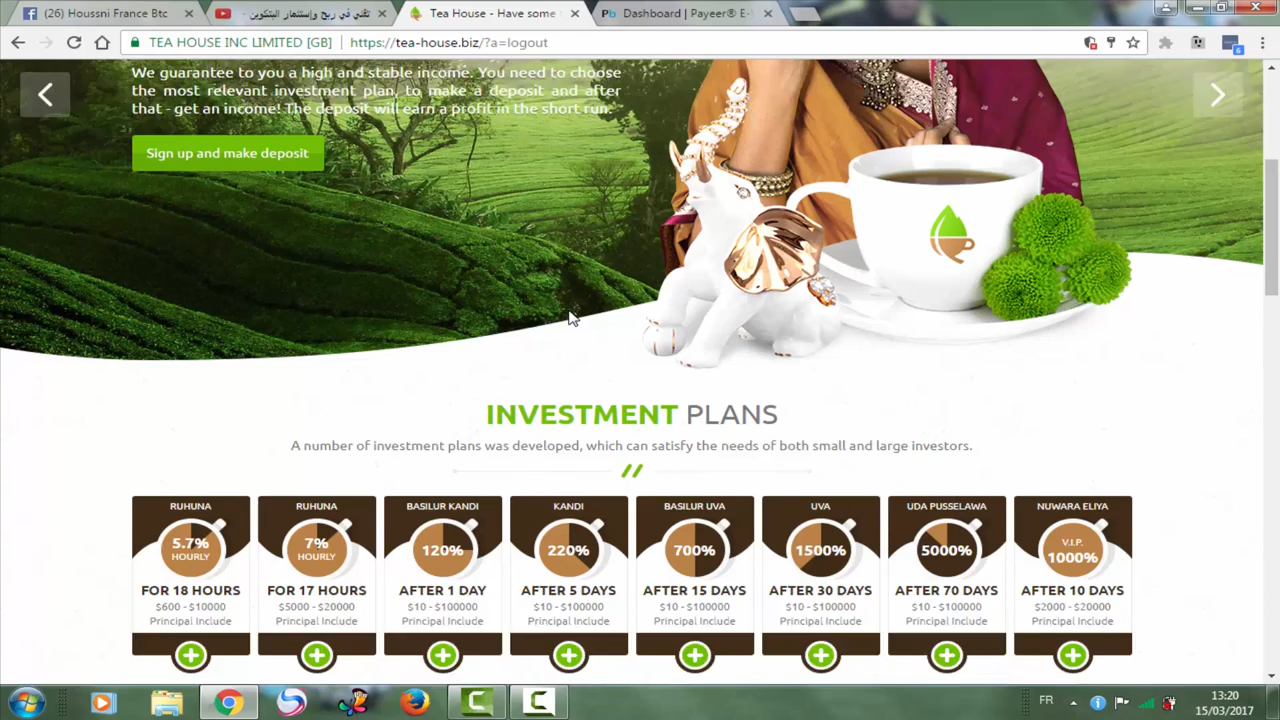 (26) Houssni France Btc
تقني في ربح وإستثمار البتكوين -
Tea House - Have some
Dashboard | Payeer® E-
TEA HOUSE INC LIMITED [GB]
https://tea-house.biz/?a=logout
6
We guarantee to you a high and stable income. You need to choose
the most relevant investment plan, to make a deposit and after
that - get an income! The deposit will earn a profit in the short run.
Sign up and make deposit
INVESTMENT PLANS
A number of investment plans was developed, which can satisfy the needs of both small and large investors.
RUHUNA
5.7%
HOURLY
FOR 18 HOURS
$600 - $10000
Principal Include
RUHUNA
7%
HOURLY
FOR 17 HOURS
$5000 - $20000
Principal Include
BASILUR KANDI
120%
AFTER 1 DAY
$10 - $100000
Principal Include
KANDI
220%
AFTER 5 DAYS
$10 - $100000
Principal Include
BASILUR UVA
700%
AFTER 15 DAYS
$10 - $100000
Principal Include
UVA
1500%
AFTER 30 DAYS
$10 - $100000
Principal Include
UDA PUSSELAWA
5000%
AFTER 70 DAYS
$10 - $100000
Principal Include
NUWARA ELIYA
V.I.P.
1000%
AFTER 10 DAYS
$2000 - $20000
Principal Include
FR
13:20
15/03/2017